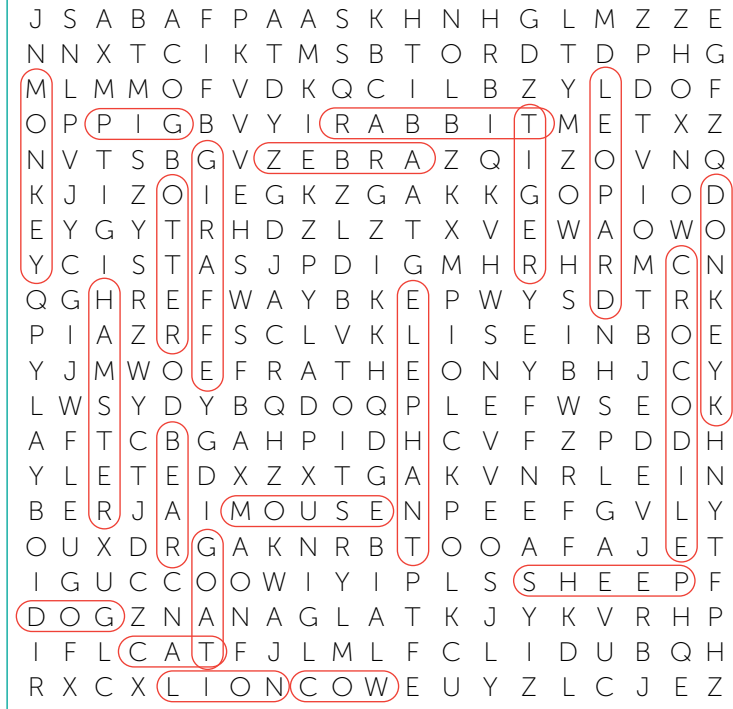 J S A B A F P A A S K H N H G L M Z Z E
N N X T C I K T M S B T O R D T D P H G
M L M M O F V D K Q C I L B Z Y L D O F
O P P I G B V Y I R A B B I T M E T X Z
N V T S B G V Z E B R A Z Q I Z O V N Q
K J I Z O I E G K Z G A K K G O P I O D
E Y G Y T R H D Z L Z T X V E W A O W O
Y C I S T A S J P D I G M H R H R M C N
Q G H R E F W A Y B K E P W Y S D T R K
P I A Z R F S C L V K L I S E I N B O E
Y J M W O E F R A T H E O N Y B H J C Y
L W S Y D Y B Q D O Q P L E F W S E O K
A F T C B G A H P I D H C V F Z P D D H
Y L E T E D X Z X T G A K V N R L E I N
B E R J A I M O U S E N P E E F G V L Y
O U X D R G A K N R B T O O A F A J E T
I G U C C O O W I Y I P L S S H E E P F
D O G Z N A N A G L A T K J Y K V R H P
I F L C A T F J L M L F C L I D U B Q H
R X C X L I O N C O W E U Y Z L C J E Z